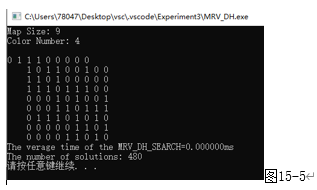 C:\Users\78047\Desktop\vsc\.vscode\Experiment3\MRV_DH.exe
Map Size: 9
Color Number: 4
0 1 1 1 0 0 0 0 0
1 0 1 1 0 0 1 0 0
1 1 0 1 0 0 0 0 0
1 1 1 0 1 1 1 0 0
0 0 0 1 0 1 0 0 1
0 0 0 1 1 0 1 1 1
0 1 1 1 0 1 0 1 0
0 0 0 0 0 1 1 0 1
0 0 0 0 1 1 0 1 0
The verage time of the MRV_DH_SEARCH=0.000000ms
The number of solutions: 480
请按任意键继续. . .
图15-5